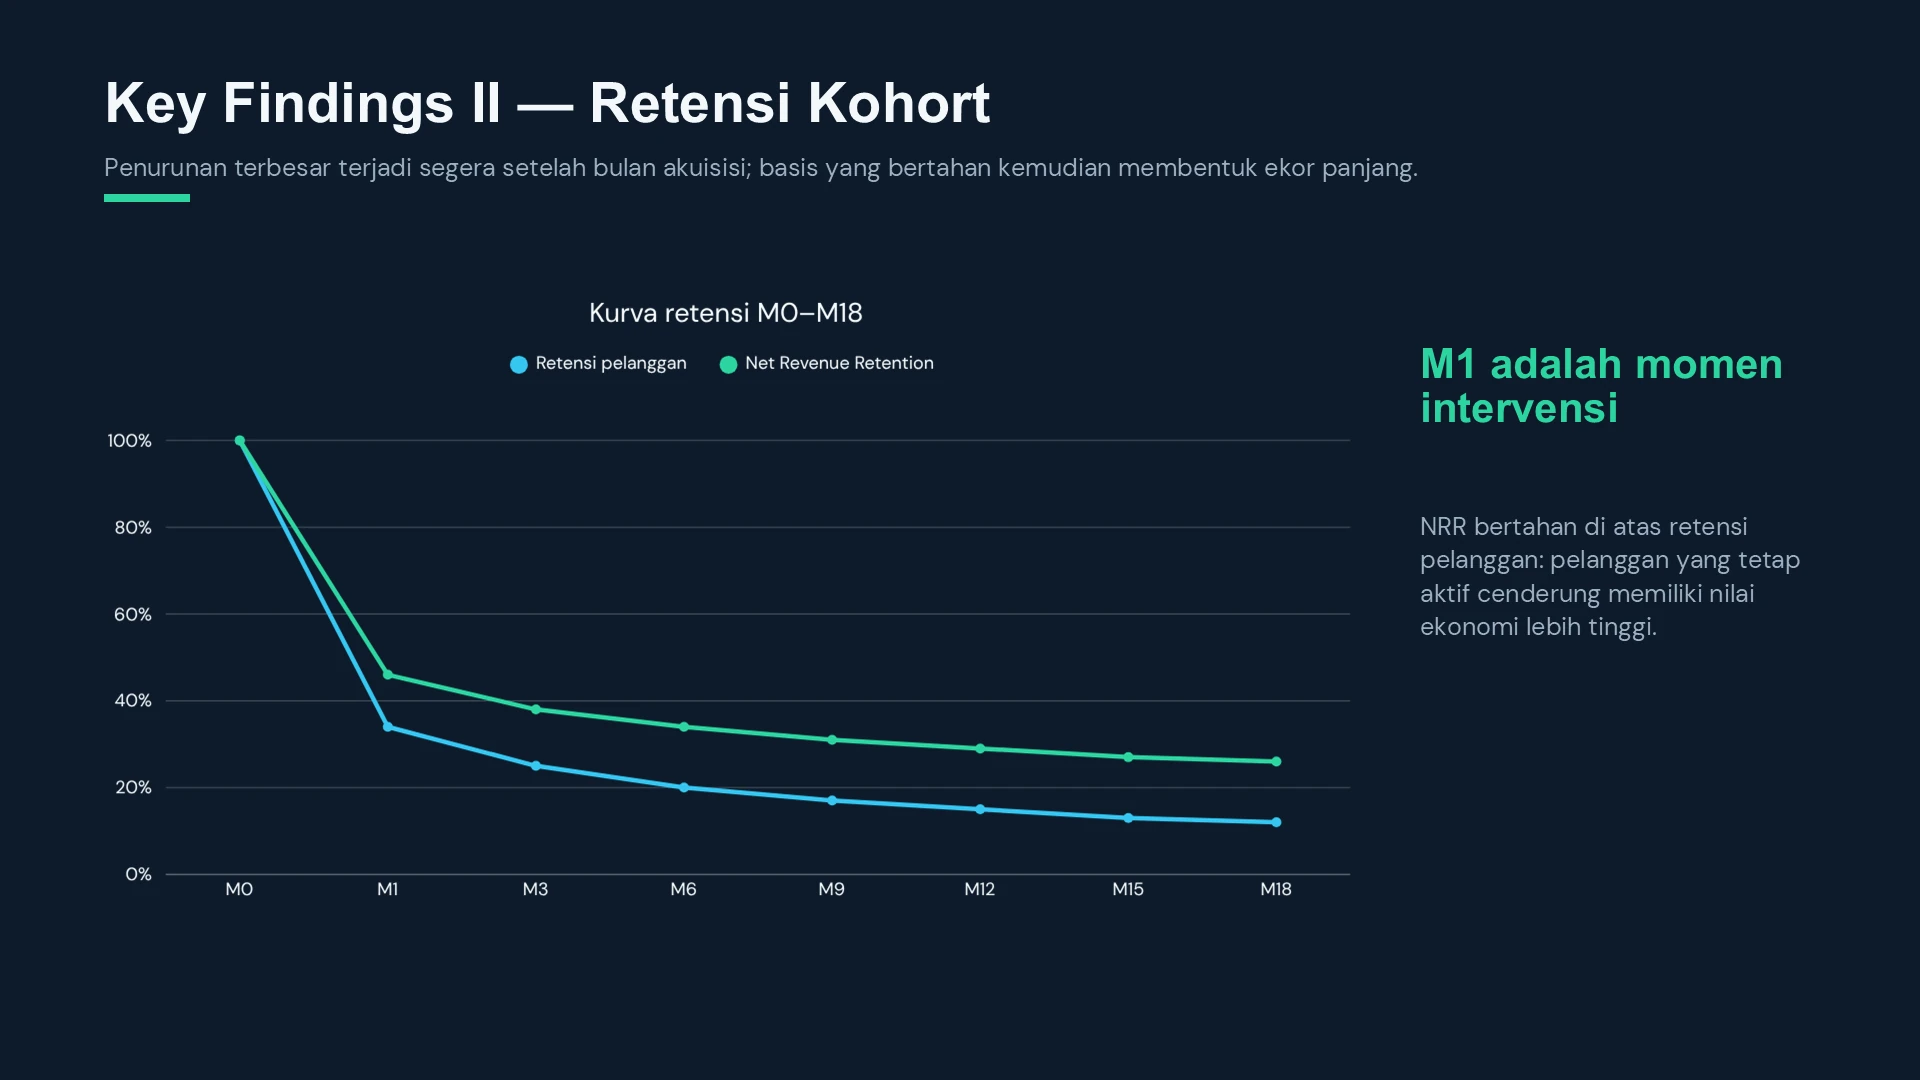 Key Findings II — Retensi Kohort
Penurunan terbesar terjadi segera setelah bulan akuisisi; basis yang bertahan kemudian membentuk ekor panjang.
Kurva retensi M0–M18
Retensi pelanggan
Net Revenue Retention
100%
80%
60%
40%
20%
0%
M0
M1
M3
M6
M9
M12
M15
M18
M1 adalah momen
intervensi
NRR bertahan di atas retensi
pelanggan: pelanggan yang tetap
aktif cenderung memiliki nilai
ekonomi lebih tinggi.